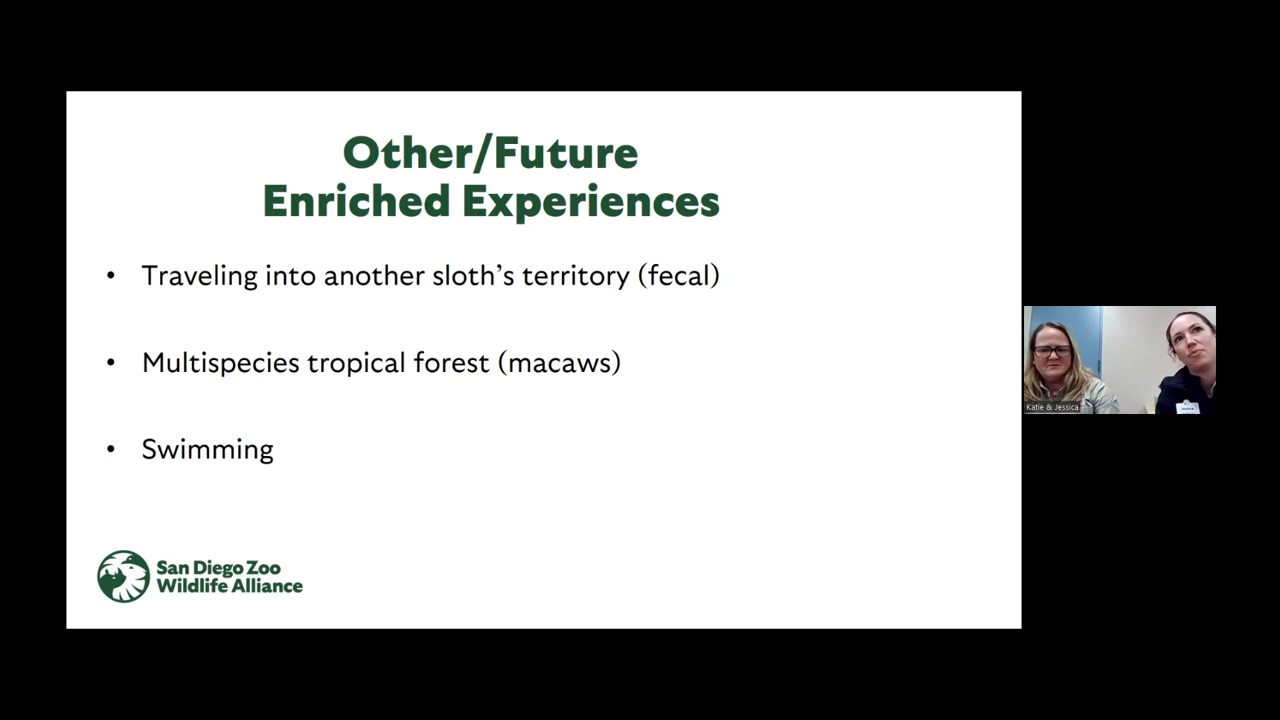 Other/Future
Enriched Experiences
• Traveling into another sloth’s territory (fecal)
• Multispecies tropical forest (macaws)
• Swimming
San Diego Zoo
Wildlife Alliance
Katie & Jessica